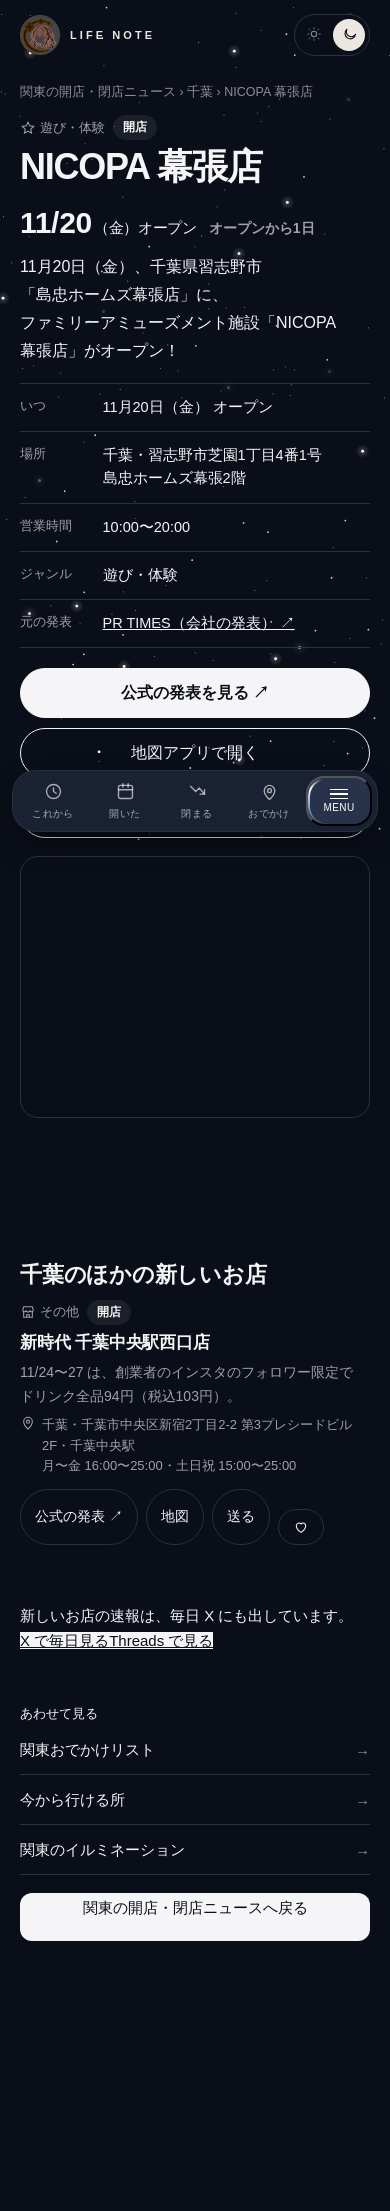 LIFE NOTE
関東の開店・閉店ニュース › 千葉 › NICOPA 幕張店
遊び・体験 開店
NICOPA 幕張店
11/20（金）オープン オープンから1日
11月20日（金）、千葉県習志野市
「島忠ホームズ幕張店」に、
ファミリーアミューズメント施設「NICOPA
幕張店」がオープン！
いつ 11月20日（金） オープン
場所 千葉・習志野市芝園1丁目4番1号
島忠ホームズ幕張2階
営業時間 10:00〜20:00
ジャンル 遊び・体験
元の発表 PR TIMES（会社の発表） ↗
公式の発表を見る ↗
地図アプリで開く
これから 開いた 閉まる おでかけ MENU
千葉のほかの新しいお店
その他 開店
新時代 千葉中央駅西口店
11/24〜27 は、創業者のインスタのフォロワー限定で
ドリンク全品94円（税込103円）。
千葉・千葉市中央区新宿2丁目2-2 第3プレシードビル
2F・千葉中央駅
月〜金 16:00〜25:00・土日祝 15:00〜25:00
公式の発表 ↗ 地図 送る
新しいお店の速報は、毎日 X にも出しています。
X で毎日見るThreads で見る
あわせて見る
関東おでかけリスト →
今から行ける所 →
関東のイルミネーション →
関東の開店・閉店ニュースへ戻る